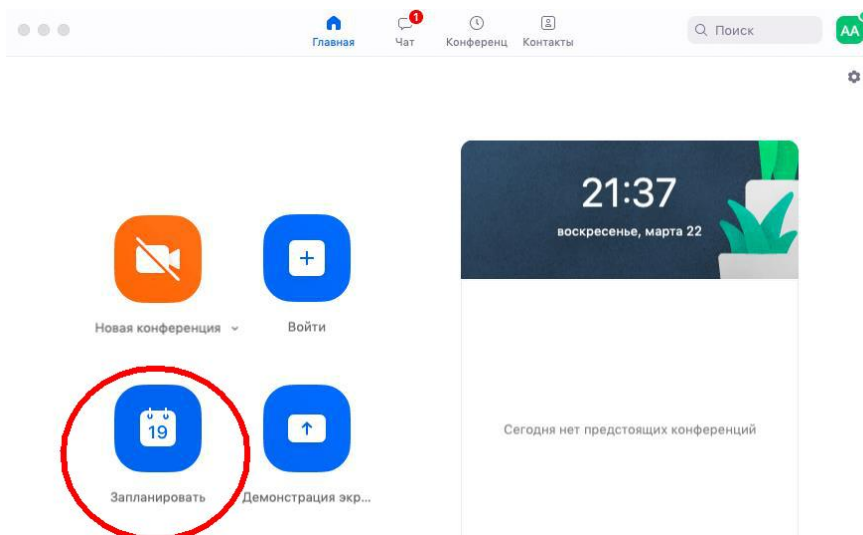 Главная
1
Чат
Конференц
Контакты
Поиск
AA
21:37
воскресенье, марта 22
Новая конференция
Войти
19
Запланировать
Демонстрация экр...
Сегодня нет предстоящих конференций